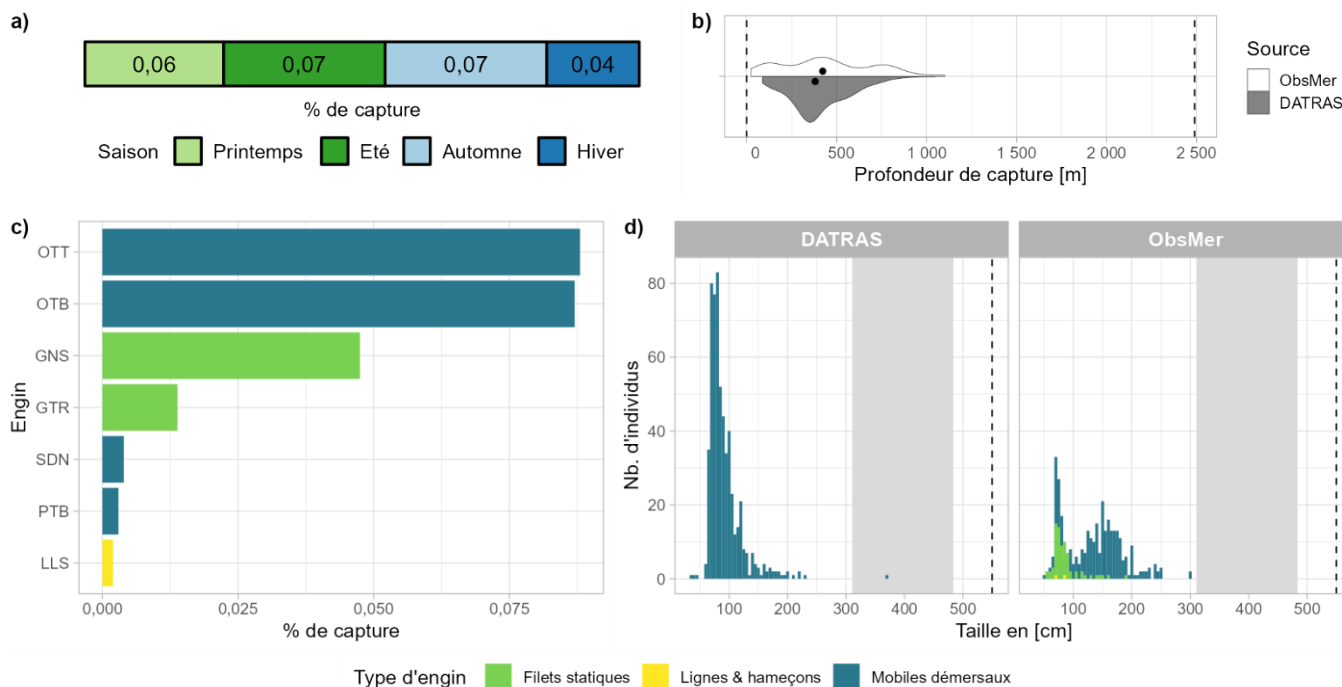 a)
0,06 0,07 0,07 0,04
% de capture
Saison Printemps Eté Automne Hiver
b)
0 500 1 000 1 500 2 000 2 500
Profondeur de capture [m]
Source
ObsMer
DATRAS
c)
Engin
OTT
OTB
GNS
GTR
SDN
PTB
LLS
0,000 0,025 0,050 0,075
% de capture
d)
DATRAS ObsMer
Nb. d'individus
80
60
40
20
0
100 200 300 400 500 100 200 300 400 500
Taille en [cm]
Type d'engin Filets statiques Lignes & hameçons Mobiles démersaux